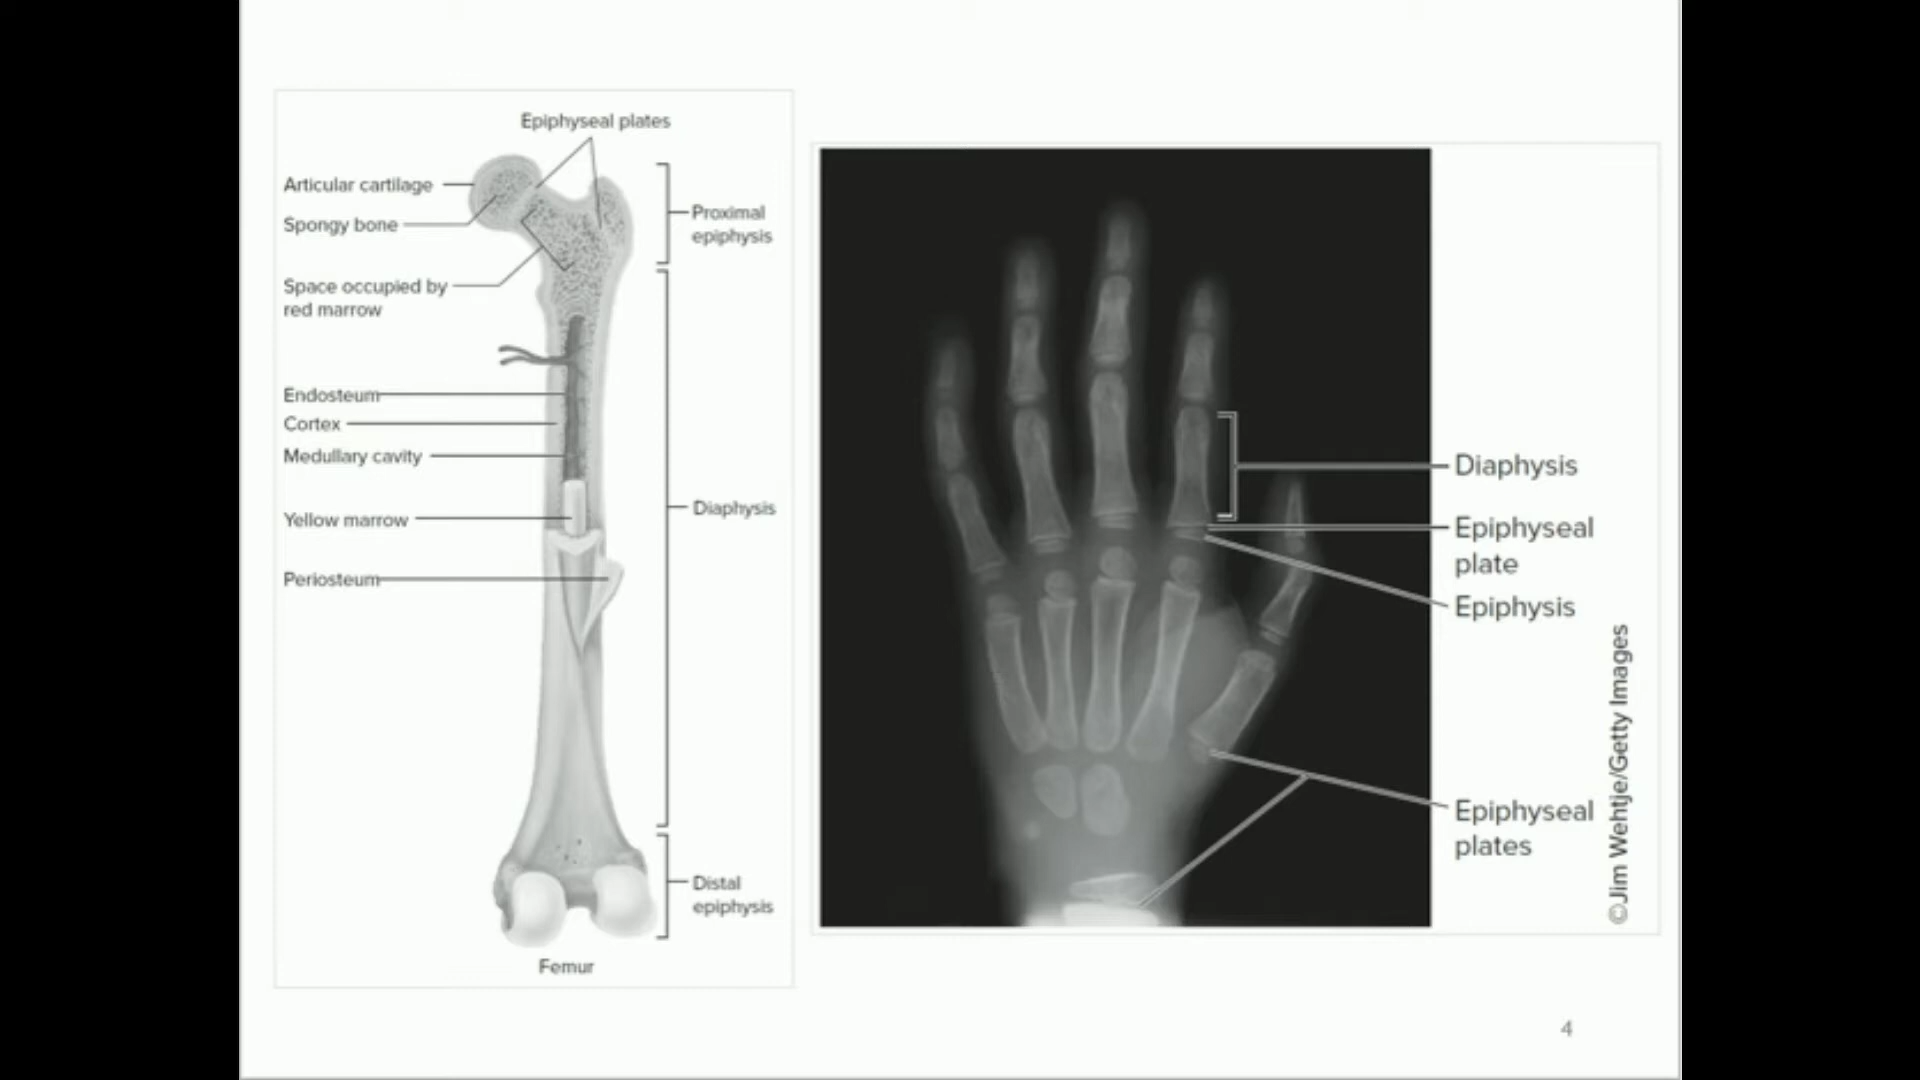 Epiphyseal plates
Articular cartilage
Spongy bone
Proximal
epiphysis
Space occupied by
red marrow
Endosteum
Cortex
Medullary cavity
Diaphysis
Yellow marrow
Periosteum
Distal
epiphysis
Femur
Diaphysis
Epiphyseal
plate
Epiphysis
Epiphyseal
plates
©Jim Wehtje/Getty Images
4